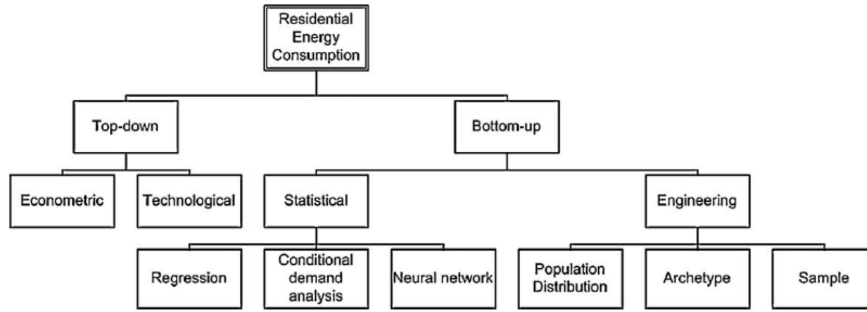 Residential
Energy
Consumption
Top-down
Bottom-up
Econometric
Technological
Statistical
Engineering
Regression
Conditional
demand
analysis
Neural network
Population
Distribution
Archetype
Sample